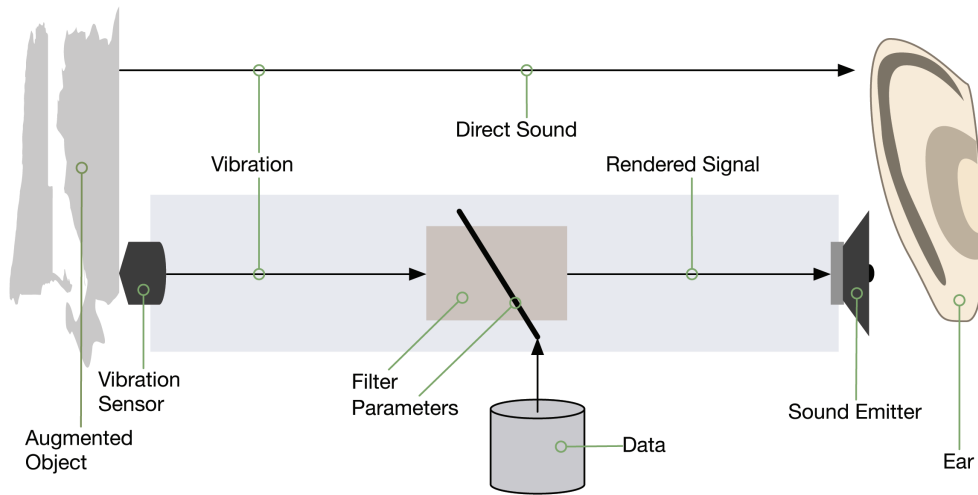 Direct Sound
Vibration
Rendered Signal
Vibration
Sensor
Filter
Parameters
Sound Emitter
Augmented
Object
Data
Ear